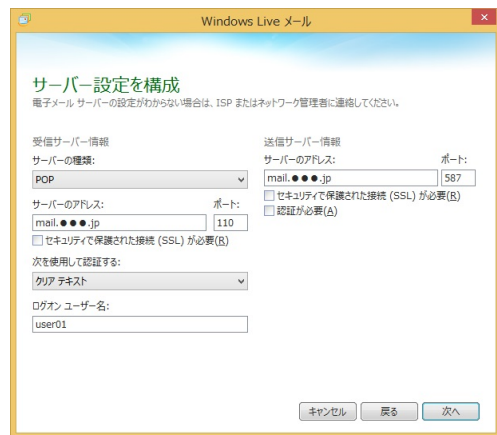 Windows Live メール
サーバー設定を構成
電子メール サーバーの設定がわからない場合は、ISP またはネットワーク管理者に連絡してください。
受信サーバー情報
サーバーの種類:
POP
サーバーのアドレス: ポート:
mail.●●●.jp 110
セキュリティで保護された接続 (SSL) が必要(R)
次を使用して認証する:
クリア テキスト
ログオン ユーザー名:
user01
送信サーバー情報
サーバーのアドレス: ポート:
mail.●●●.jp 587
セキュリティで保護された接続 (SSL) が必要(R)
認証が必要(A)
キャンセル 戻る 次へ